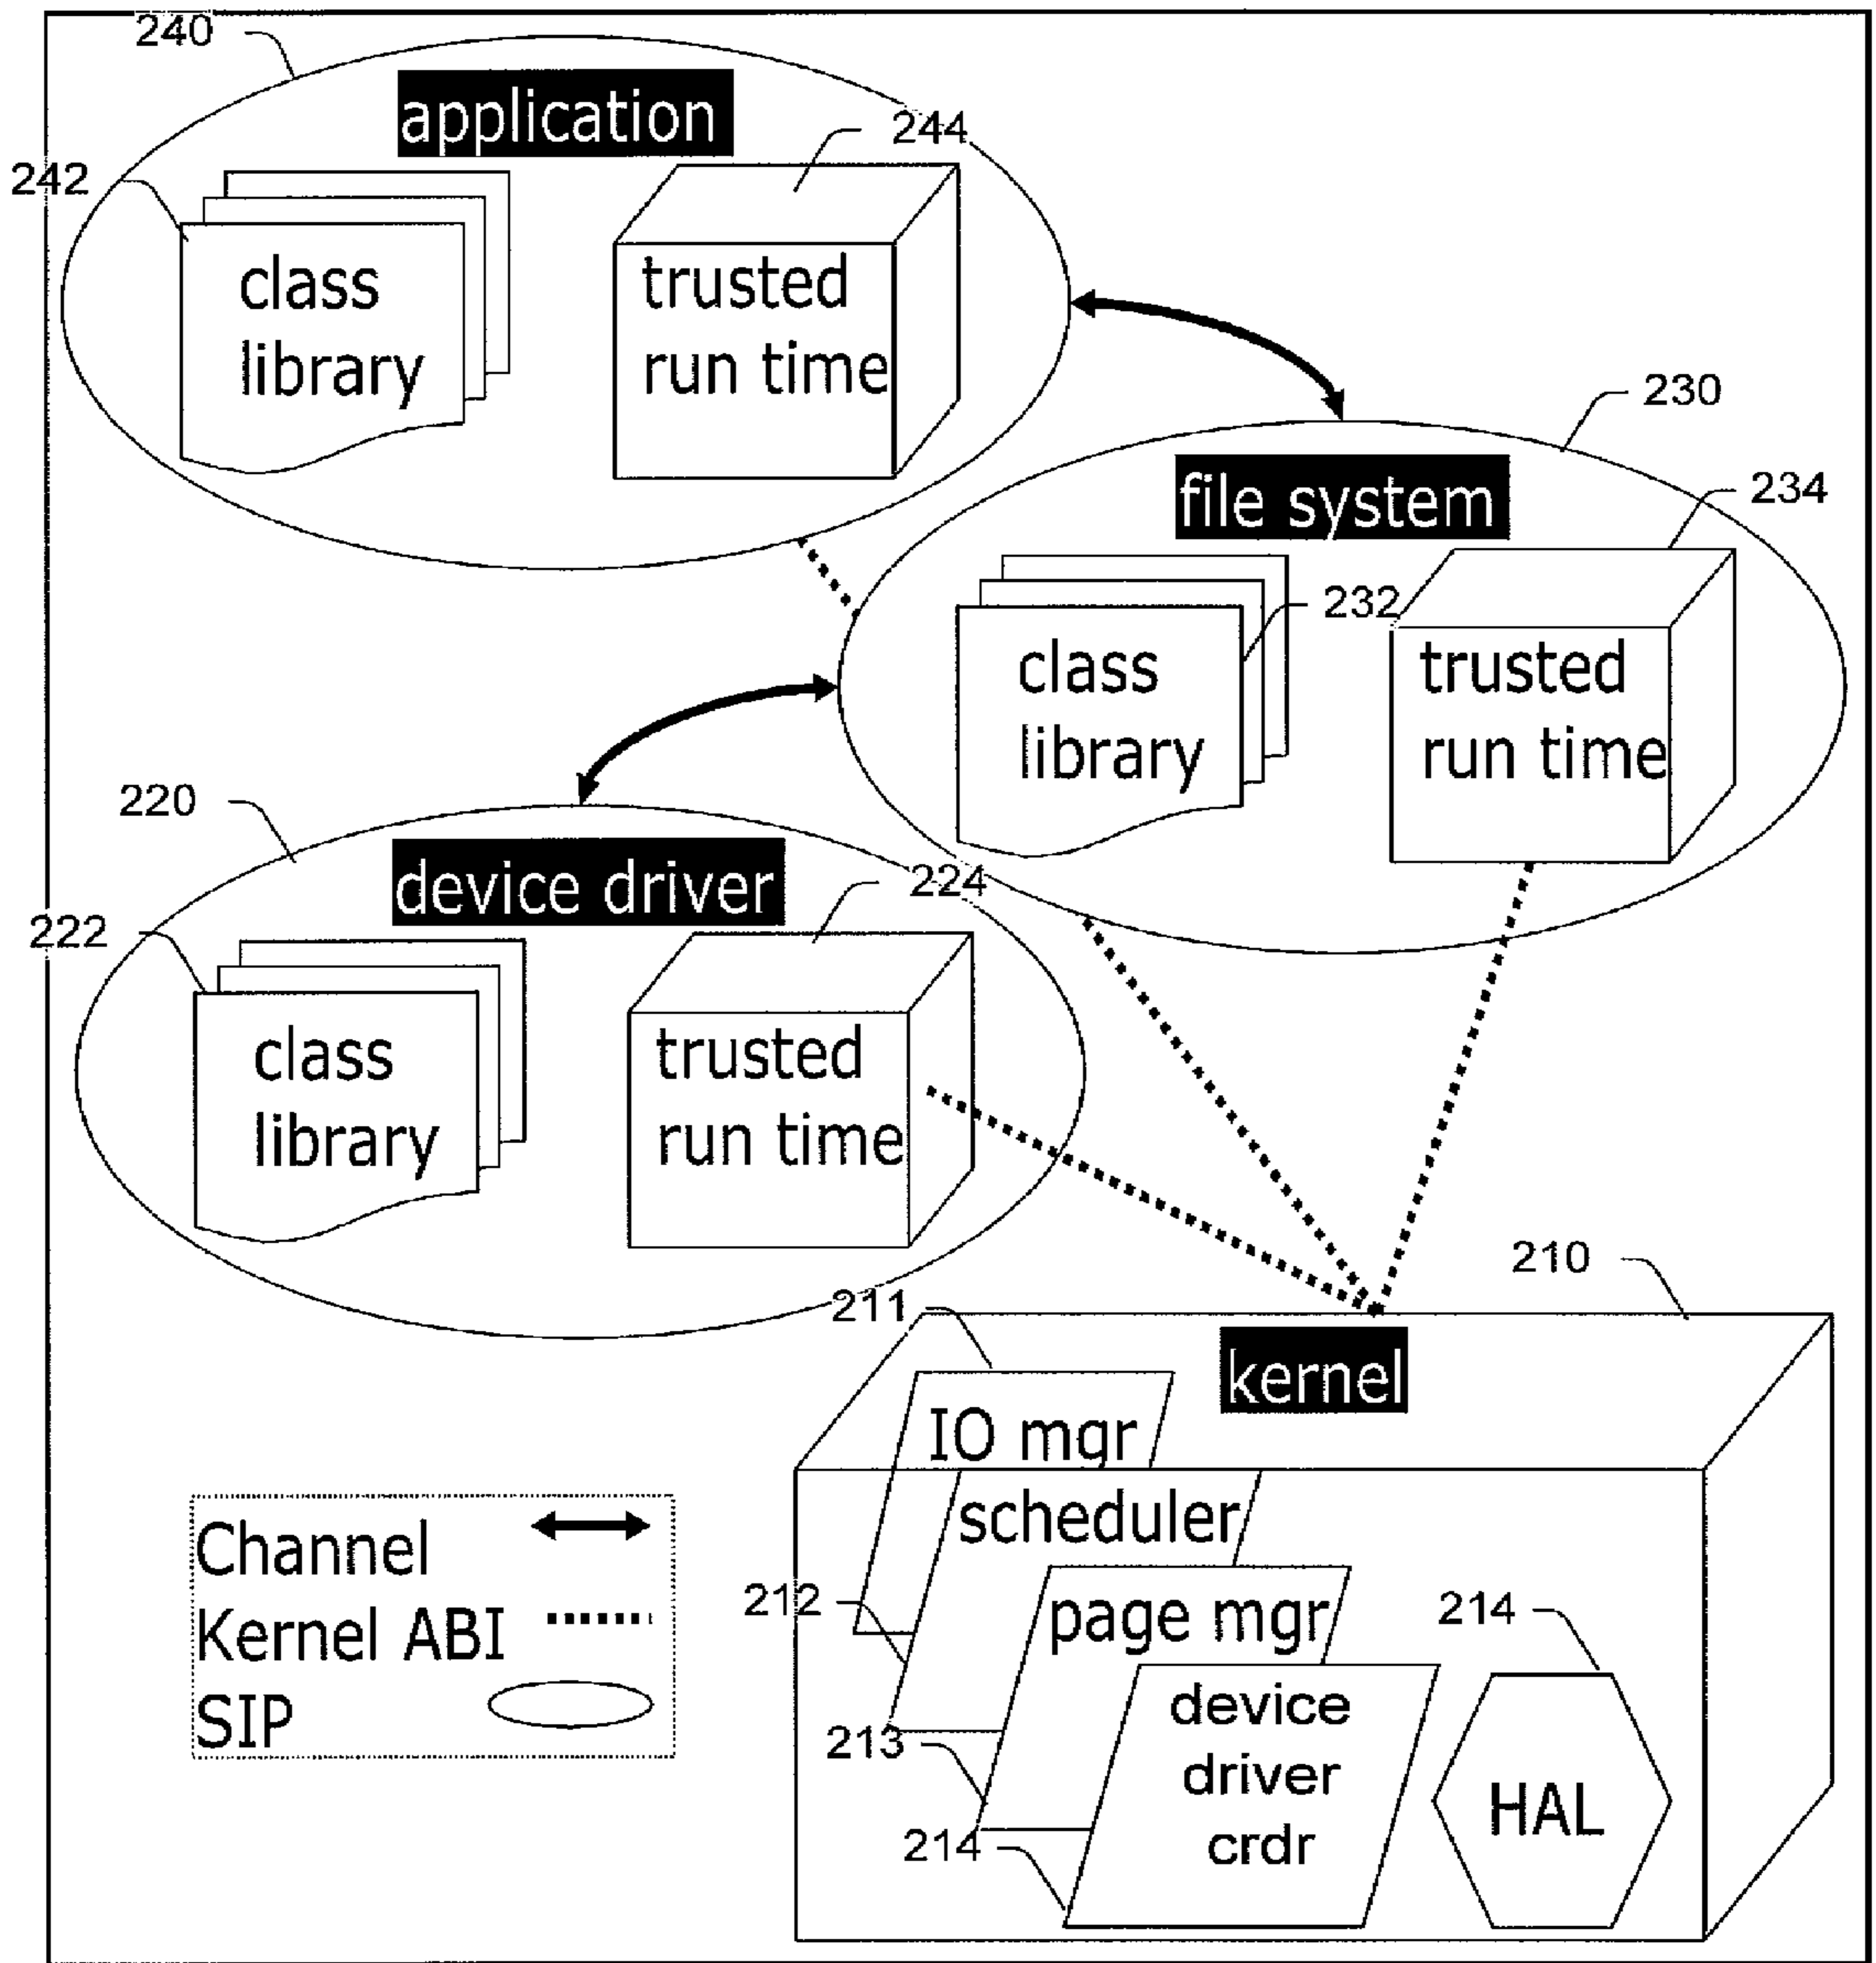 240
application
244
242
class
library
trusted
run time
230
file system
234
232
class
library
trusted
run time
220
device driver
224
222
class
library
trusted
run time
210
211
kernel
IO mgr
scheduler
212
page mgr
214
213
device
driver
crdr
214
HAL
Channel
Kernel ABI
SIP